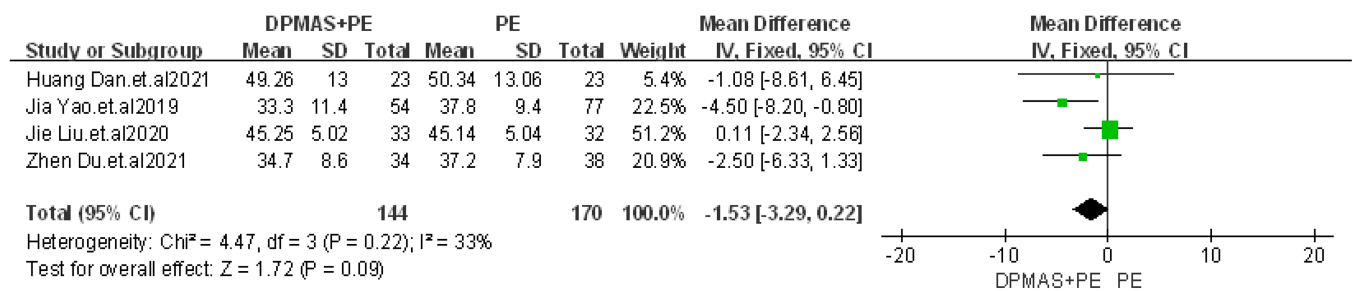 DPMAS+PE PE Mean Difference Mean Difference
Study or Subgroup Mean SD Total Mean SD Total Weight IV, Fixed, 95% CI IV, Fixed, 95% CI
Huang Dan.et.al2021 49.26 13 23 50.34 13.06 23 5.4% -1.08 [-8.61, 6.45]
Jia Yao.et.al2019 33.3 11.4 54 37.8 9.4 77 22.5% -4.50 [-8.20, -0.80]
Jie Liu.et.al2020 45.25 5.02 33 45.14 5.04 32 51.2% 0.11 [-2.34, 2.56]
Zhen Du.et.al2021 34.7 8.6 34 37.2 7.9 38 20.9% -2.50 [-6.33, 1.33]
Total (95% CI) 144 170 100.0% -1.53 [-3.29, 0.22]
Heterogeneity: Chi² = 4.47, df = 3 (P = 0.22); I² = 33%
Test for overall effect: Z = 1.72 (P = 0.09)
-20 -10 0 10 20
DPMAS+PE PE